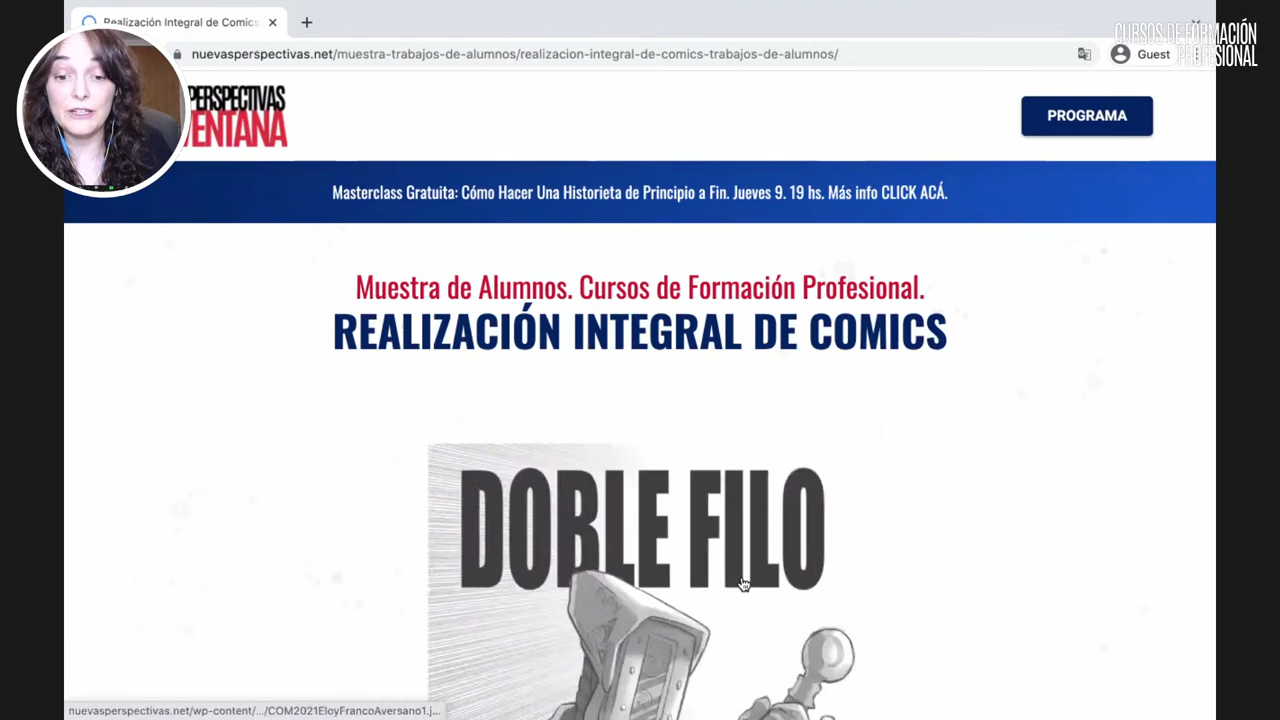 Realización Integral de Comics
CURSOS DE FORMACIÓN
PROFESIONAL
nuevasperspectivas.net/muestra-trabajos-de-alumnos/realizacion-integral-de-comics-trabajos-de-alumnos/
Guest
PERSPECTIVAS
VENTANA
PROGRAMA
Masterclass Gratuita: Cómo Hacer Una Historieta de Principio a Fin. Jueves 9. 19 hs. Más info CLICK ACÁ.
Muestra de Alumnos. Cursos de Formación Profesional.
REALIZACIÓN INTEGRAL DE COMICS
DOBLE FILO
nuevasperspectivas.net/wp-content/.../COM2021EloyFrancoAversano1.j...